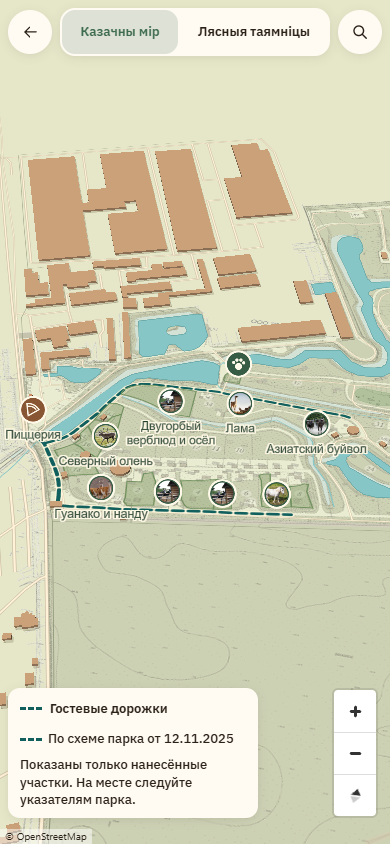 Казачны мір
Лясныя таямніцы
Пиццерия
Двугорбый
верблюд и осёл
Лама
Азиатский буйвол
Северный олень
Гуанако и нанду
Гостевые дорожки
По схеме парка от 12.11.2025
Показаны только нанесённые
участки. На месте следуйте
указателям парка.
© OpenStreetMap